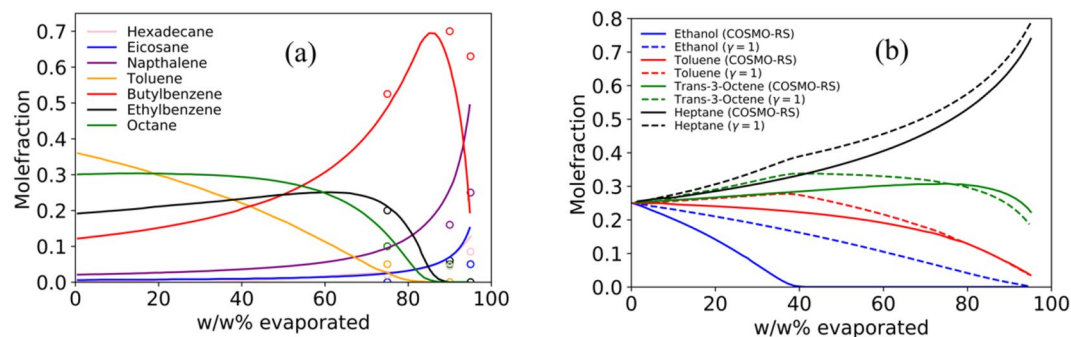 0.7
0.6
0.5
0.4
0.3
0.2
0.1
0.0
Molefraction
Hexadecane
Eicosane
Napthalene
Toluene
Butylbenzene
Ethylbenzene
Octane
(a)
0
20
40
60
80
100
w/w% evaporated
0.8
0.7
0.6
0.5
0.4
0.3
0.2
0.1
0.0
Molefraction
Ethanol (COSMO-RS)
Ethanol (γ = 1)
Toluene (COSMO-RS)
Toluene (γ = 1)
Trans-3-Octene (COSMO-RS)
Trans-3-Octene (γ = 1)
Heptane (COSMO-RS)
Heptane (γ = 1)
(b)
0
20
40
60
80
100
w/w% evaporated